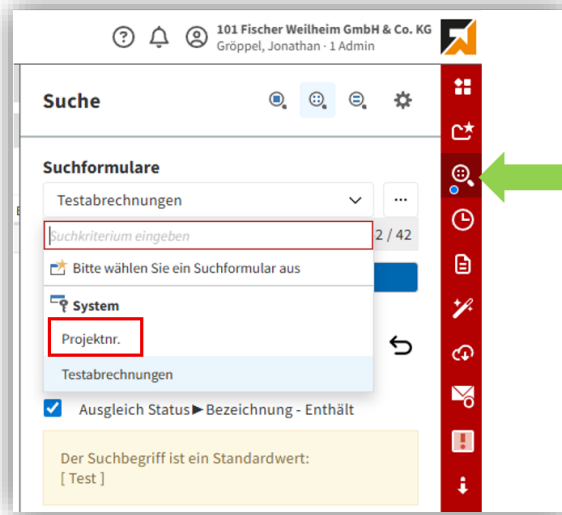 101 Fischer Weilheim GmbH & Co. KG
Gröppel, Jonathan · 1 Admin
Suche
Suchformulare
Testabrechnungen
...
Suchkriterium eingeben
2 / 42
Bitte wählen Sie ein Suchformular aus
System
Projektnr.
Testabrechnungen
Ausgleich Status►Bezeichnung - Enthält
Der Suchbegriff ist ein Standardwert:
[ Test ]